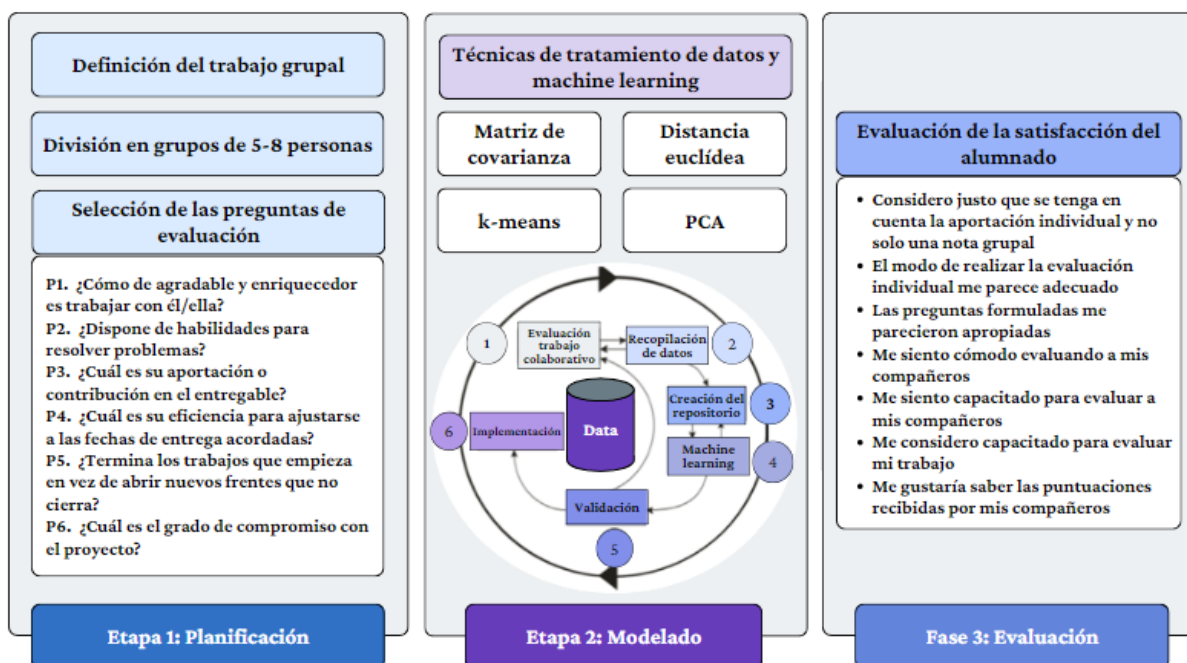 Definición del trabajo grupal
División en grupos de 5-8 personas
Selección de las preguntas de
evaluación
P1. ¿Cómo de agradable y enriquecedor
es trabajar con él/ella?
P2. ¿Dispone de habilidades para
resolver problemas?
P3. ¿Cuál es su aportación o
contribución en el entregable?
P4. ¿Cuál es su eficiencia para ajustarse
a las fechas de entrega acordadas?
P5. ¿Termina los trabajos que empieza
en vez de abrir nuevos frentes que no
cierra?
P6. ¿Cuál es el grado de compromiso con
el proyecto?
Etapa 1: Planificación
Técnicas de tratamiento de datos y
machine learning
Matriz de
covarianza
Distancia
euclídea
k-means
PCA
1
Evaluación
trabajo
colaborativo
Recopilación
de datos
2
Creación del
repositorio
3
Machine
learning
4
Validación
5
Implementación
6
Data
Etapa 2: Modelado
Evaluación de la satisfacción del
alumnado
• Considero justo que se tenga en
cuenta la aportación individual y no
solo una nota grupal
• El modo de realizar la evaluación
individual me parece adecuado
• Las preguntas formuladas me
parecieron apropiadas
• Me siento cómodo evaluando a mis
compañeros
• Me siento capacitado para evaluar a
mis compañeros
• Me considero capacitado para evaluar
mi trabajo
• Me gustaría saber las puntuaciones
recibidas por mis compañeros
Fase 3: Evaluación